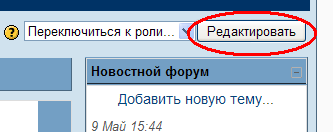 Переключиться к роли... Редактировать
Новостной форум
Добавить новую тему...
9 Май 15:44